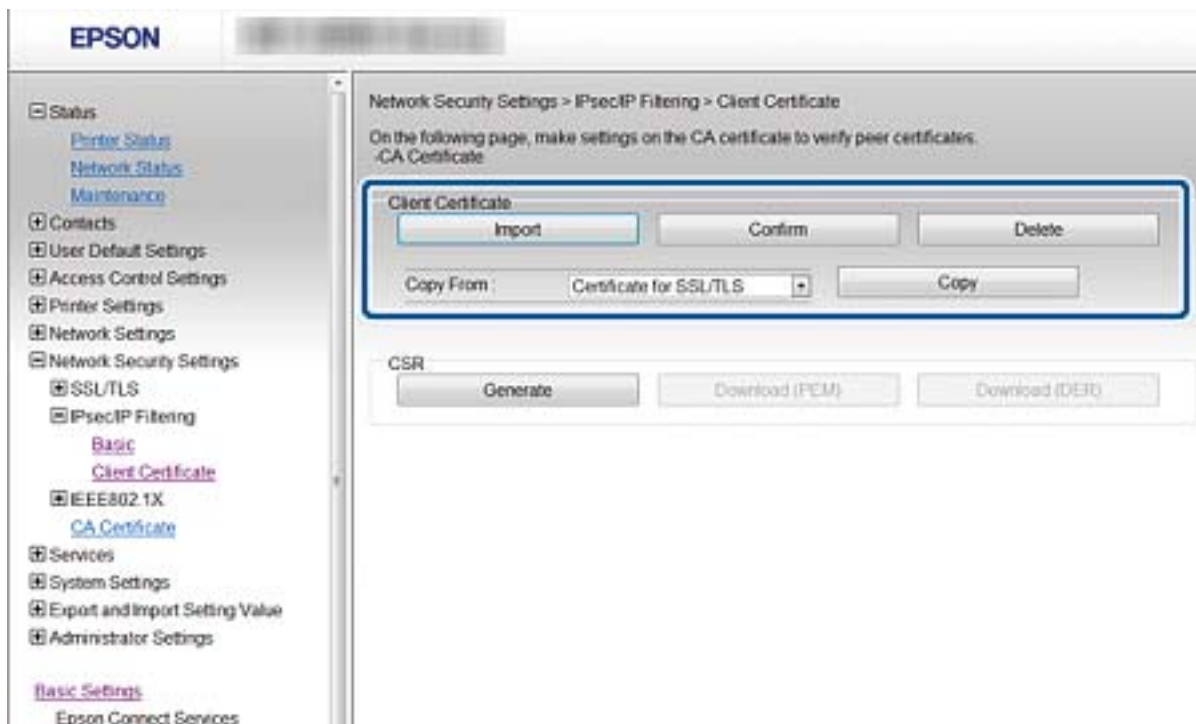 EPSON
Status
Printer Status
Network Status
Maintenance
Contacts
User Default Settings
Access Control Settings
Printer Settings
Network Settings
Network Security Settings
SSL/TLS
IPsec/IP Filtering
Basic
Client Certificate
IEEE802.1X
CA Certificate
Services
System Settings
Export and Import Setting Value
Administrator Settings
Basic Settings
Epson Connect Services
Network Security Settings > IPsec/IP Filtering > Client Certificate
On the following page, make settings on the CA certificate to verify peer certificates.
-CA Certificate
Client Certificate
Import Confirm Delete
Copy From : Certificate for SSL/TLS Copy
CSR
Generate Download (PEM) Download (DER)